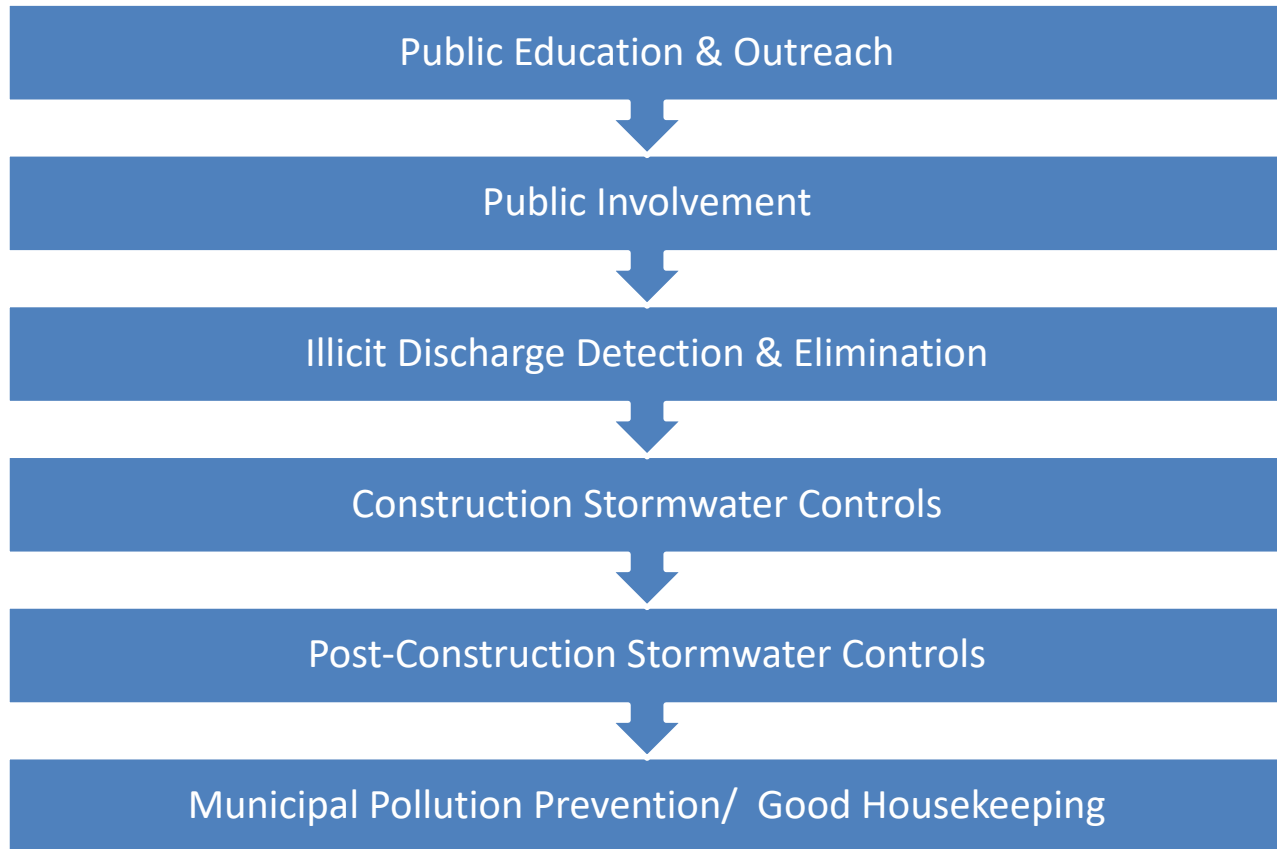 Public Education & Outreach
Public Involvement
Illicit Discharge Detection & Elimination
Construction Stormwater Controls
Post-Construction Stormwater Controls
Municipal Pollution Prevention/  Good Housekeeping